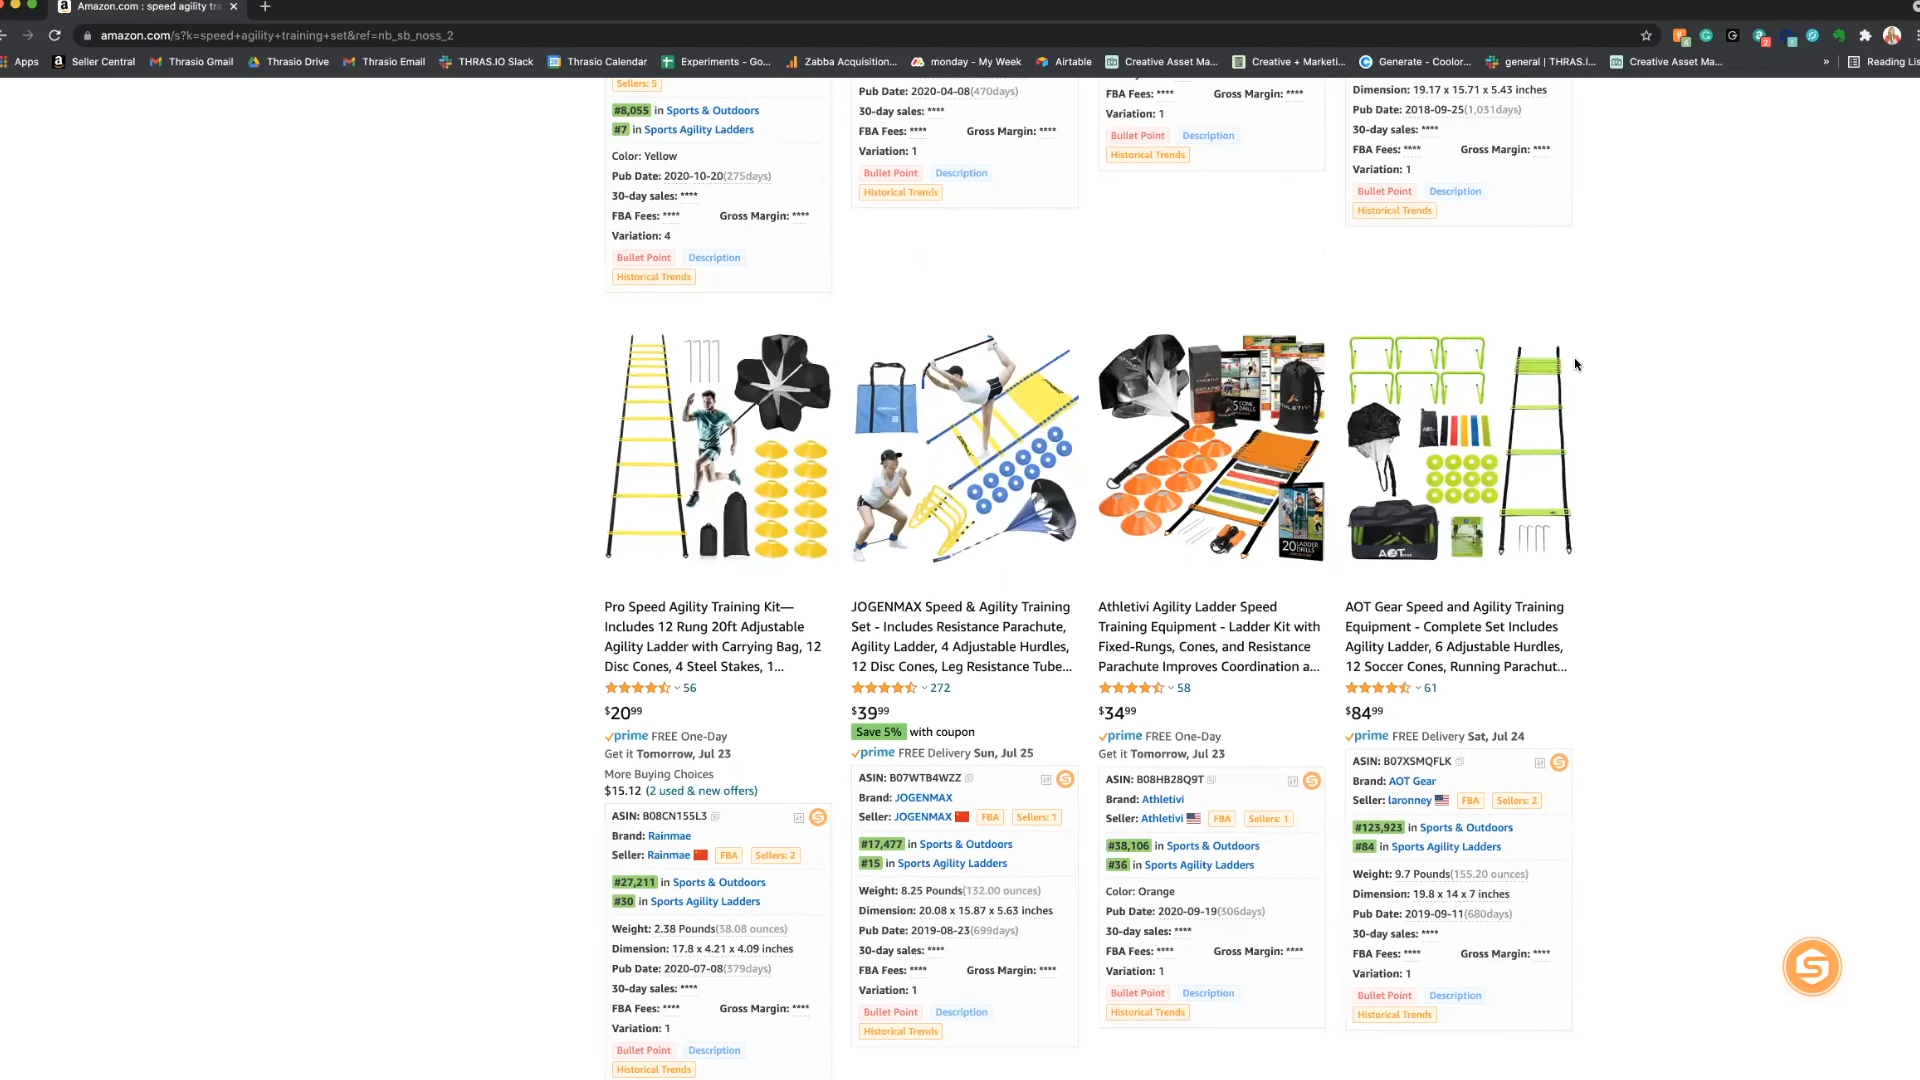 Amazon.com : speed agility tra
amazon.com/s?k=speed+agility+training+set&ref=nb_sb_noss_2
Apps
Seller Central
Thrasio Gmail
Thrasio Drive
Thrasio Email
THRAS.IO Slack
Thrasio Calendar
Experiments - Go...
Zabba Acquisition...
monday - My Week
Airtable
Creative Asset Ma...
Creative + Marketi...
Generate - Coolor...
general | THRAS.I...
Creative Asset Ma...
»
Reading Lis
Sellers: 5
#8,055 in Sports & Outdoors
#7 in Sports Agility Ladders
Color: Yellow
Pub Date: 2020-10-20(275days)
30-day sales: ****
FBA Fees: **** Gross Margin: ****
Variation: 4
Bullet Point Description
Historical Trends
Pub Date: 2020-04-08(470days)
30-day sales: ****
FBA Fees: **** Gross Margin: ****
Variation: 1
Bullet Point Description
Historical Trends
FBA Fees: **** Gross Margin: ****
Variation: 1
Bullet Point Description
Historical Trends
Dimension: 19.17 x 15.71 x 5.43 inches
Pub Date: 2018-09-25(1,031days)
30-day sales: ****
FBA Fees: **** Gross Margin: ****
Variation: 1
Bullet Point Description
Historical Trends
Pro Speed Agility Training Kit—
Includes 12 Rung 20ft Adjustable
Agility Ladder with Carrying Bag, 12
Disc Cones, 4 Steel Stakes, 1...
56
$20.99
prime FREE One-Day
Get it Tomorrow, Jul 23
More Buying Choices
$15.12 (2 used & new offers)
ASIN: B08CN155L3
Brand: Rainmae
Seller: Rainmae FBA Sellers: 2
#27,211 in Sports & Outdoors
#30 in Sports Agility Ladders
Weight: 2.38 Pounds(38.08 ounces)
Dimension: 17.8 x 4.21 x 4.09 inches
Pub Date: 2020-07-08(379days)
30-day sales: ****
FBA Fees: **** Gross Margin: ****
Variation: 1
Bullet Point Description
Historical Trends
JOGENMAX Speed & Agility Training
Set - Includes Resistance Parachute,
Agility Ladder, 4 Adjustable Hurdles,
12 Disc Cones, Leg Resistance Tube...
272
$39.99
Save 5% with coupon
prime FREE Delivery Sun, Jul 25
ASIN: B07WTB4WZZ
Brand: JOGENMAX
Seller: JOGENMAX FBA Sellers: 1
#17,477 in Sports & Outdoors
#15 in Sports Agility Ladders
Weight: 8.25 Pounds(132.00 ounces)
Dimension: 20.08 x 15.87 x 5.63 inches
Pub Date: 2019-08-23(699days)
30-day sales: ****
FBA Fees: **** Gross Margin: ****
Variation: 1
Bullet Point Description
Historical Trends
ATHLETIVI
CONE
DRILLS
20 LADDER
DRILLS
Athletivi Agility Ladder Speed
Training Equipment - Ladder Kit with
Fixed-Rungs, Cones, and Resistance
Parachute Improves Coordination a...
58
$34.99
prime FREE One-Day
Get it Tomorrow, Jul 23
ASIN: B08HB28Q9T
Brand: Athletivi
Seller: Athletivi FBA Sellers: 1
#38,106 in Sports & Outdoors
#36 in Sports Agility Ladders
Color: Orange
Pub Date: 2020-09-19(306days)
30-day sales: ****
FBA Fees: **** Gross Margin: ****
Variation: 1
Bullet Point Description
Historical Trends
AOT
AOT Gear Speed and Agility Training
Equipment - Complete Set Includes
Agility Ladder, 6 Adjustable Hurdles,
12 Soccer Cones, Running Parachut...
61
$84.99
prime FREE Delivery Sat, Jul 24
ASIN: B07XSMQFLK
Brand: AOT Gear
Seller: laronney FBA Sellers: 2
#123,923 in Sports & Outdoors
#84 in Sports Agility Ladders
Weight: 9.7 Pounds(155.20 ounces)
Dimension: 19.8 x 14 x 7 inches
Pub Date: 2019-09-11(680days)
30-day sales: ****
FBA Fees: **** Gross Margin: ****
Variation: 1
Bullet Point Description
Historical Trends